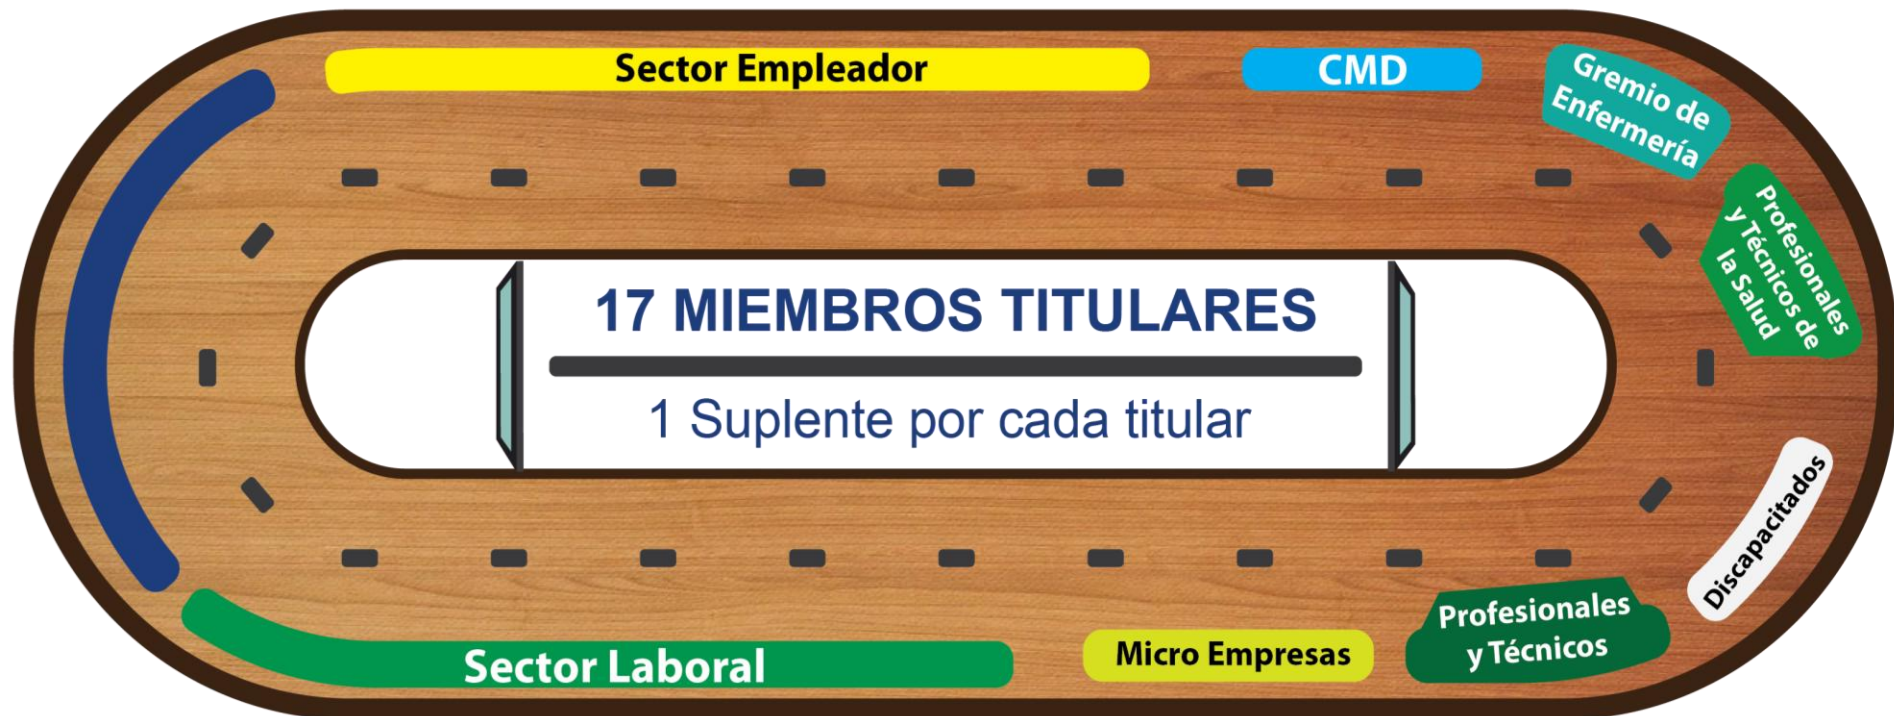 Sector Empleador
CMD
Gremio de
Enfermería
Profesionales
y Técnicos de
la Salud
17 MIEMBROS TITULARES
1 Suplente por cada titular
Discapacitados
Profesionales
y Técnicos
Micro Empresas
Sector Laboral